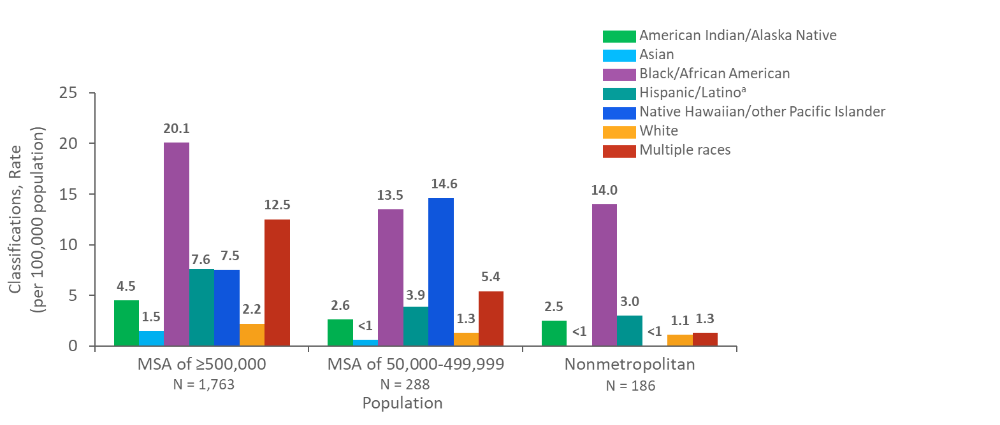 American Indian/Alaska Native
Asian
Black/African American
Hispanic/Latinoᵃ
Native Hawaiian/other Pacific Islander
White
Multiple races
Classifications, Rate
(per 100,000 population)
25
20
15
10
5
0
4.5
1.5
20.1
7.6
7.5
2.2
12.5
2.6
<1
13.5
3.9
14.6
1.3
5.4
2.5
<1
14.0
3.0
<1
1.1
1.3
MSA of ≥500,000
N = 1,763
MSA of 50,000-499,999
N = 288
Nonmetropolitan
N = 186
Population